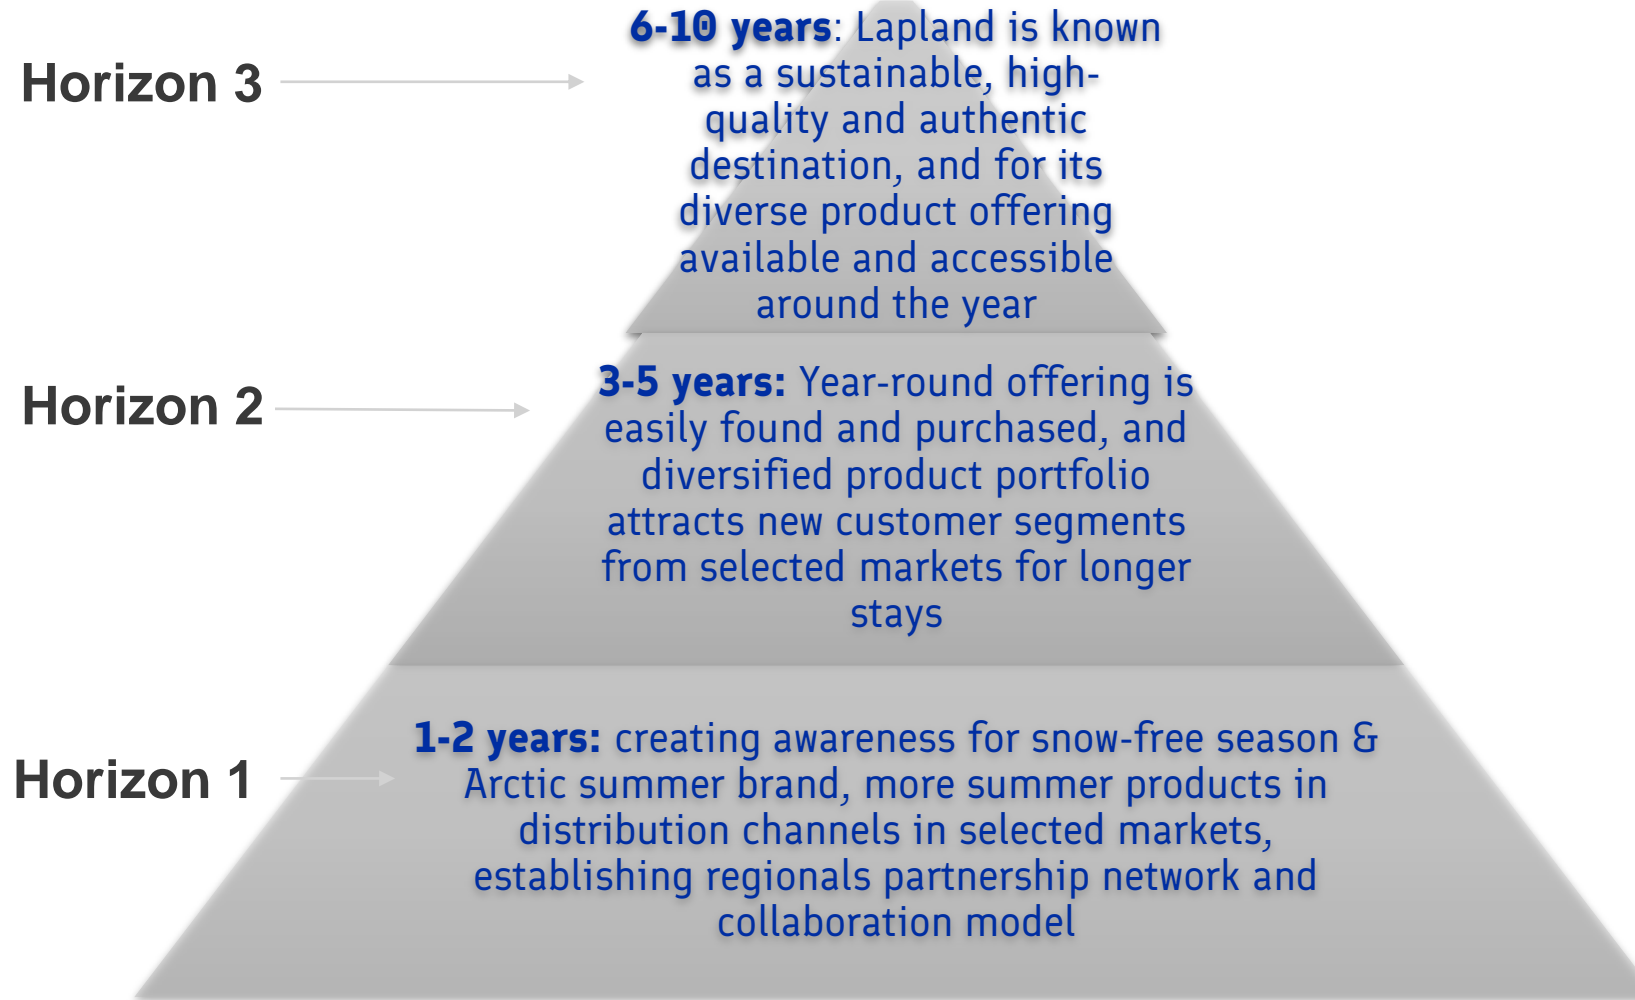 Horizon 3
6-10 years: Lapland is known
as a sustainable, high-
quality and authentic
destination, and for its
diverse product offering
available and accessible
around the year
Horizon 2
3-5 years: Year-round offering is
easily found and purchased, and
diversified product portfolio
attracts new customer segments
from selected markets for longer
stays
Horizon 1
1-2 years: creating awareness for snow-free season &
Arctic summer brand, more summer products in
distribution channels in selected markets,
establishing regionals partnership network and
collaboration model